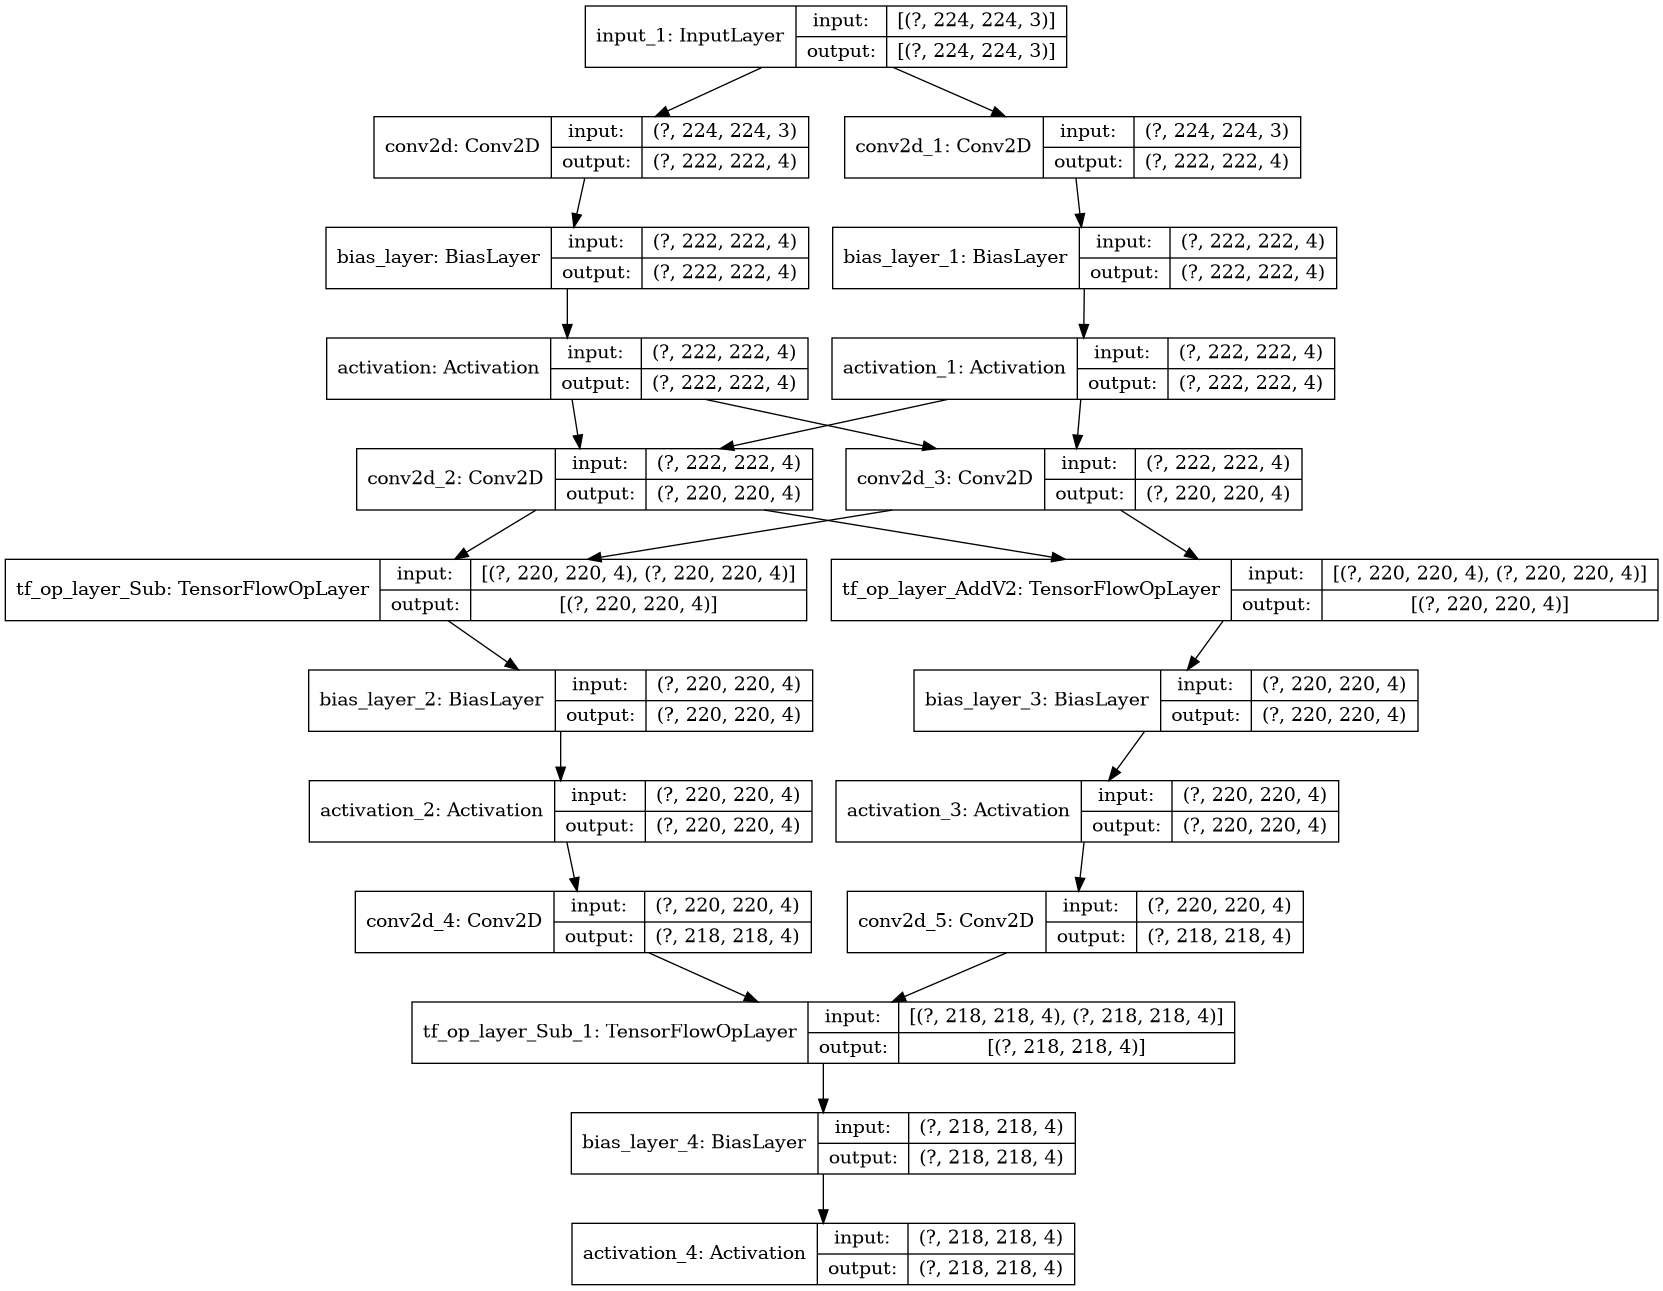 input_1: InputLayer
input: [(?, 224, 224, 3)]
output: [(?, 224, 224, 3)]
conv2d: Conv2D
input: (?, 224, 224, 3)
output: (?, 222, 222, 4)
conv2d_1: Conv2D
input: (?, 224, 224, 3)
output: (?, 222, 222, 4)
bias_layer: BiasLayer
input: (?, 222, 222, 4)
output: (?, 222, 222, 4)
bias_layer_1: BiasLayer
input: (?, 222, 222, 4)
output: (?, 222, 222, 4)
activation: Activation
input: (?, 222, 222, 4)
output: (?, 222, 222, 4)
activation_1: Activation
input: (?, 222, 222, 4)
output: (?, 222, 222, 4)
conv2d_2: Conv2D
input: (?, 222, 222, 4)
output: (?, 220, 220, 4)
conv2d_3: Conv2D
input: (?, 222, 222, 4)
output: (?, 220, 220, 4)
tf_op_layer_Sub: TensorFlowOpLayer
input: [(?, 220, 220, 4), (?, 220, 220, 4)]
output: [(?, 220, 220, 4)]
tf_op_layer_AddV2: TensorFlowOpLayer
input: [(?, 220, 220, 4), (?, 220, 220, 4)]
output: [(?, 220, 220, 4)]
bias_layer_2: BiasLayer
input: (?, 220, 220, 4)
output: (?, 220, 220, 4)
bias_layer_3: BiasLayer
input: (?, 220, 220, 4)
output: (?, 220, 220, 4)
activation_2: Activation
input: (?, 220, 220, 4)
output: (?, 220, 220, 4)
activation_3: Activation
input: (?, 220, 220, 4)
output: (?, 220, 220, 4)
conv2d_4: Conv2D
input: (?, 220, 220, 4)
output: (?, 218, 218, 4)
conv2d_5: Conv2D
input: (?, 220, 220, 4)
output: (?, 218, 218, 4)
tf_op_layer_Sub_1: TensorFlowOpLayer
input: [(?, 218, 218, 4), (?, 218, 218, 4)]
output: [(?, 218, 218, 4)]
bias_layer_4: BiasLayer
input: (?, 218, 218, 4)
output: (?, 218, 218, 4)
activation_4: Activation
input: (?, 218, 218, 4)
output: (?, 218, 218, 4)